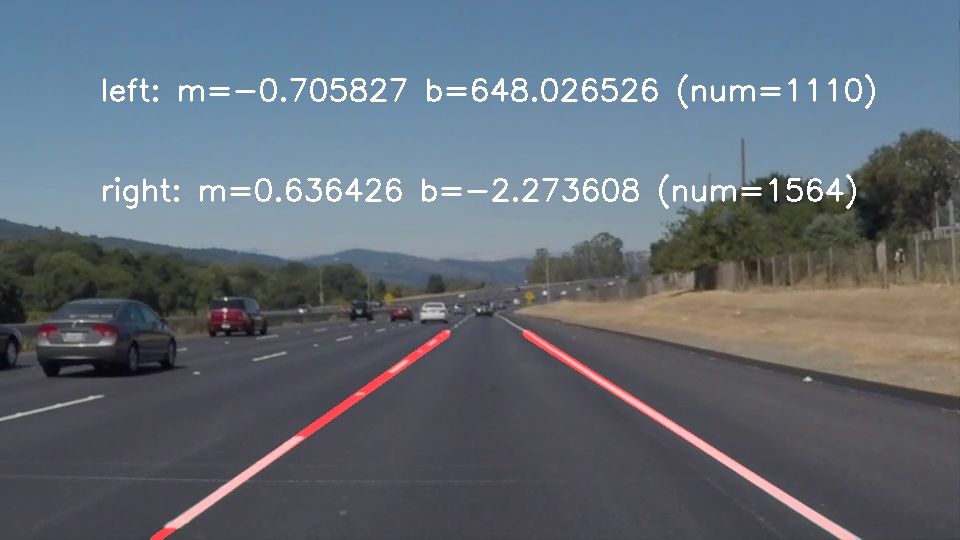 left: m=-0.705827 b=648.026526 (num=1110)
right: m=0.636426 b=-2.273608 (num=1564)